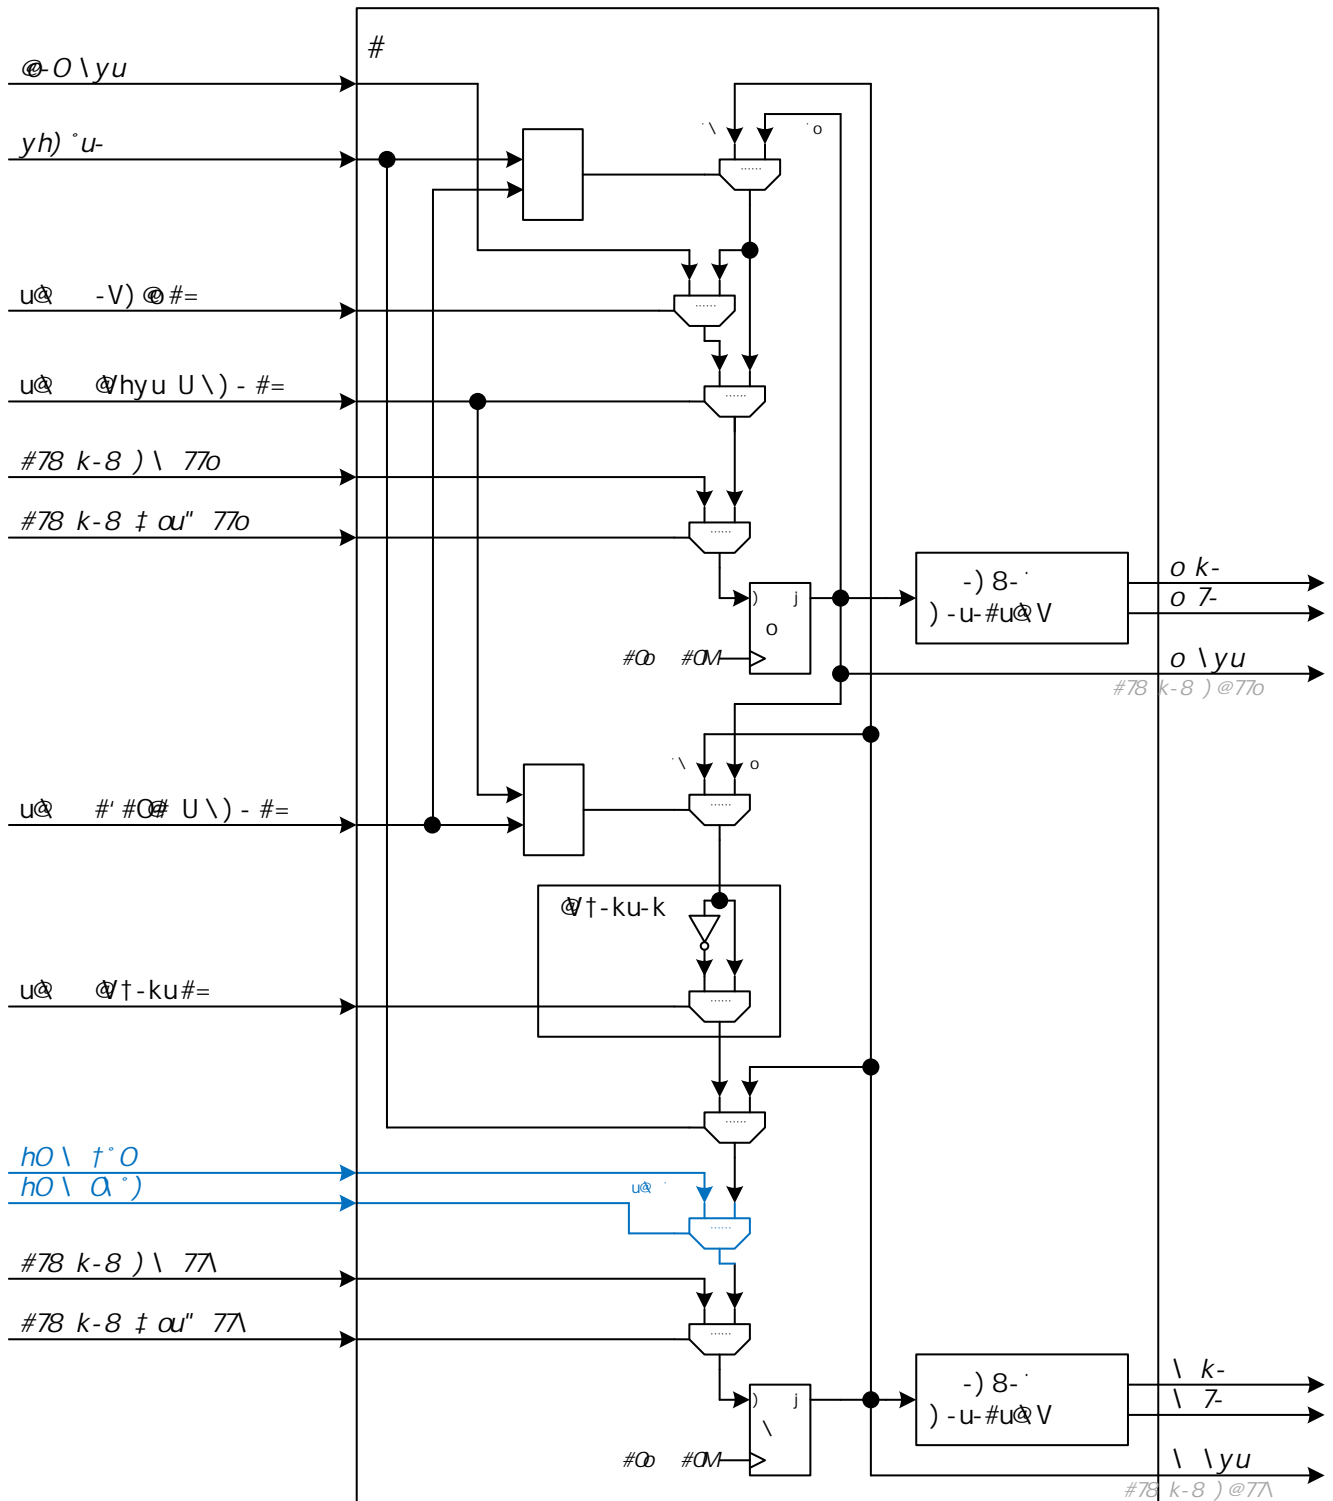 #
@-O \yu
yh) ˚u-
˙\ ˙o
u@\ -V) @o #=
u@\ @Vhyu U\) - #=
#78 k-8 ) \ 77o
#78 k-8 ‡ ou" 77o
-) 8- ˙
) -u-#u@\V
o k-
o 7-
) j
o
#Oo #OM
o \yu
#78 k-8 ) @77o
˙\ o
u@\ #' #O@# U\) - #=
@V†-ku-k
u@\ @V†-ku#=
hO \ †˚O
hO \ O\ ˚)
u@\ ˙
#78 k-8 ) \ 77\
#78 k-8 ‡ ou" 77\
-) 8- ˙
) -u-#u@\V
\ k-
\ 7-
) j
\
#Oo #OM
\ \yu
#78 k-8 ) @77\